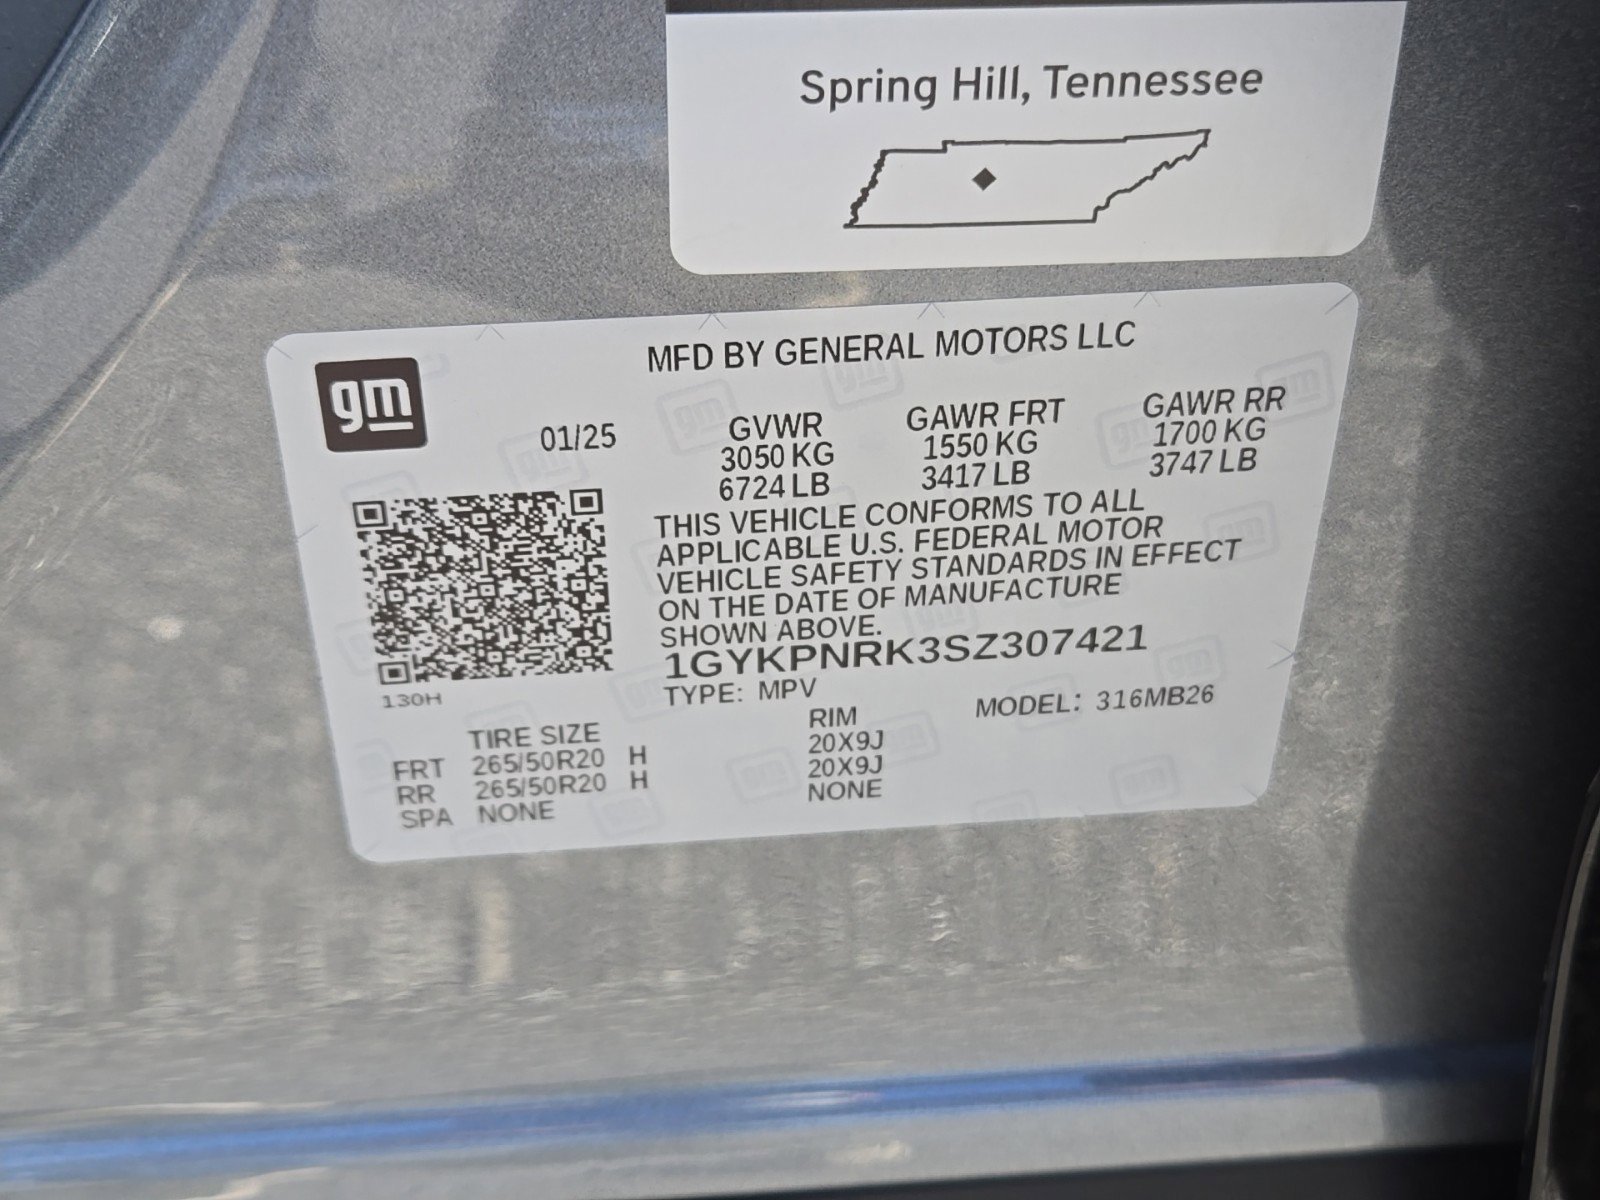 Spring Hill, Tennessee
gm
MFD BY GENERAL MOTORS LLC
01/25 GVWR GAWR FRT GAWR RR
3050 KG 1550 KG 1700 KG
6724 LB 3417 LB 3747 LB
THIS VEHICLE CONFORMS TO ALL
APPLICABLE U.S. FEDERAL MOTOR
VEHICLE SAFETY STANDARDS IN EFFECT
ON THE DATE OF MANUFACTURE
SHOWN ABOVE.
1GYKPNRK3SZ307421
130H
TYPE: MPV MODEL: 316MB26
TIRE SIZE RIM
FRT 265/50R20 H 20X9J
RR 265/50R20 H 20X9J
SPA NONE NONE